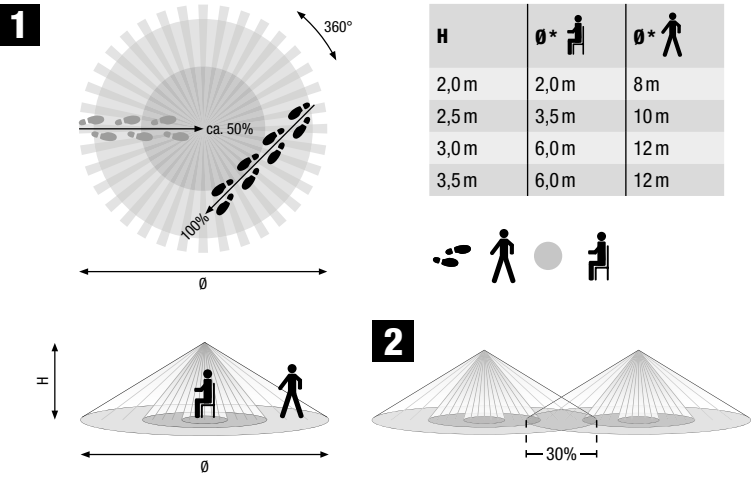 1
360°
ca. 50%
100%
Ø
H Ø* Ø*
2,0 m 2,0 m 8 m
2,5 m 3,5 m 10 m
3,0 m 6,0 m 12 m
3,5 m 6,0 m 12 m
H
Ø
2
30%